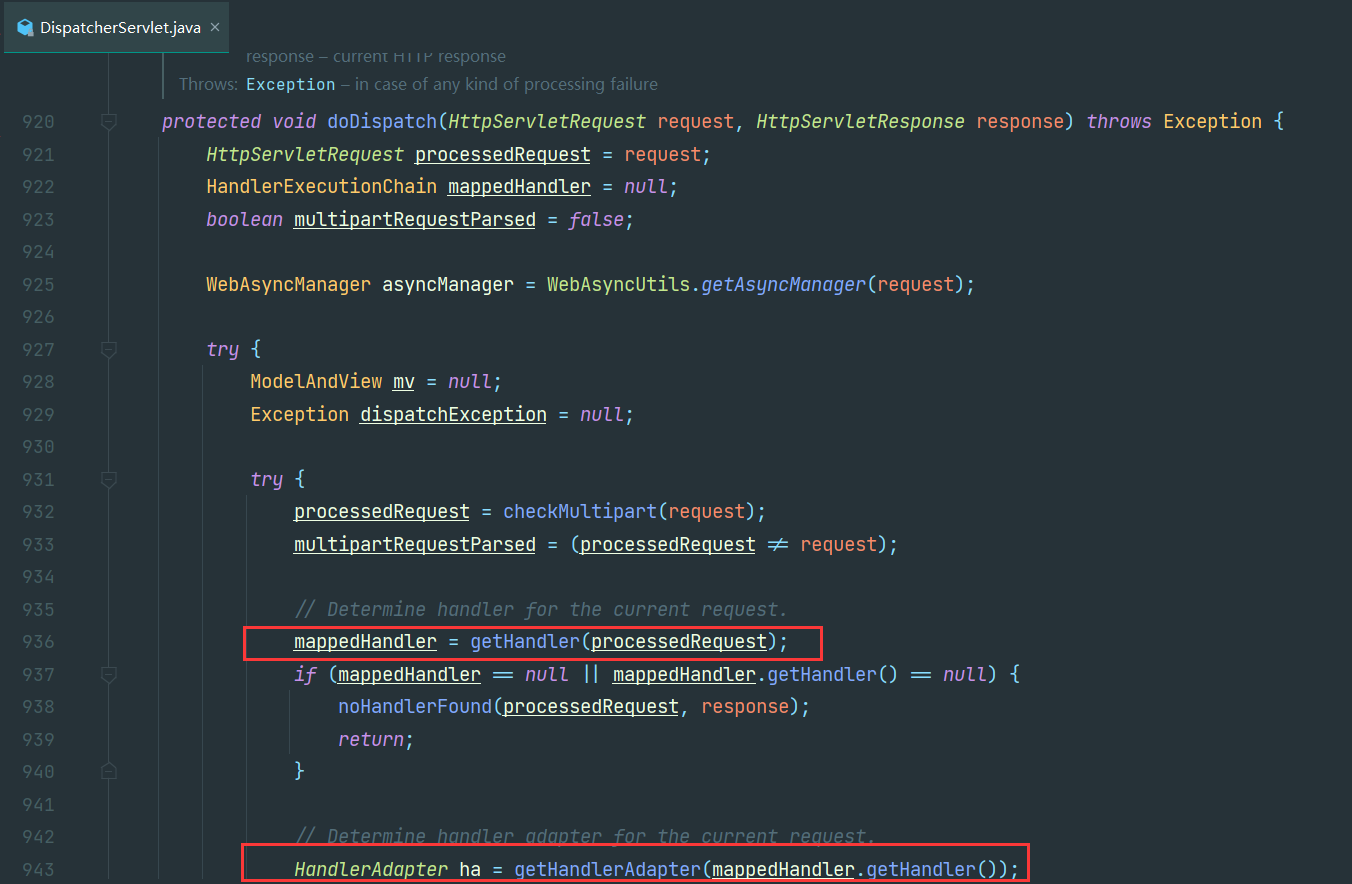 DispatcherServlet.java ×
response – current HTTP response
Throws: Exception – in case of any kind of processing failure
920 protected void doDispatch(HttpServletRequest request, HttpServletResponse response) throws Exception {
921 HttpServletRequest processedRequest = request;
922 HandlerExecutionChain mappedHandler = null;
923 boolean multipartRequestParsed = false;
924
925 WebAsyncManager asyncManager = WebAsyncUtils.getAsyncManager(request);
926
927 try {
928 ModelAndView mv = null;
929 Exception dispatchException = null;
930
931 try {
932 processedRequest = checkMultipart(request);
933 multipartRequestParsed = (processedRequest ≠ request);
934
935 // Determine handler for the current request.
936 mappedHandler = getHandler(processedRequest);
937 if (mappedHandler == null || mappedHandler.getHandler() == null) {
938 noHandlerFound(processedRequest, response);
939 return;
940 }
941
942 // Determine handler adapter for the current request.
943 HandlerAdapter ha = getHandlerAdapter(mappedHandler.getHandler());